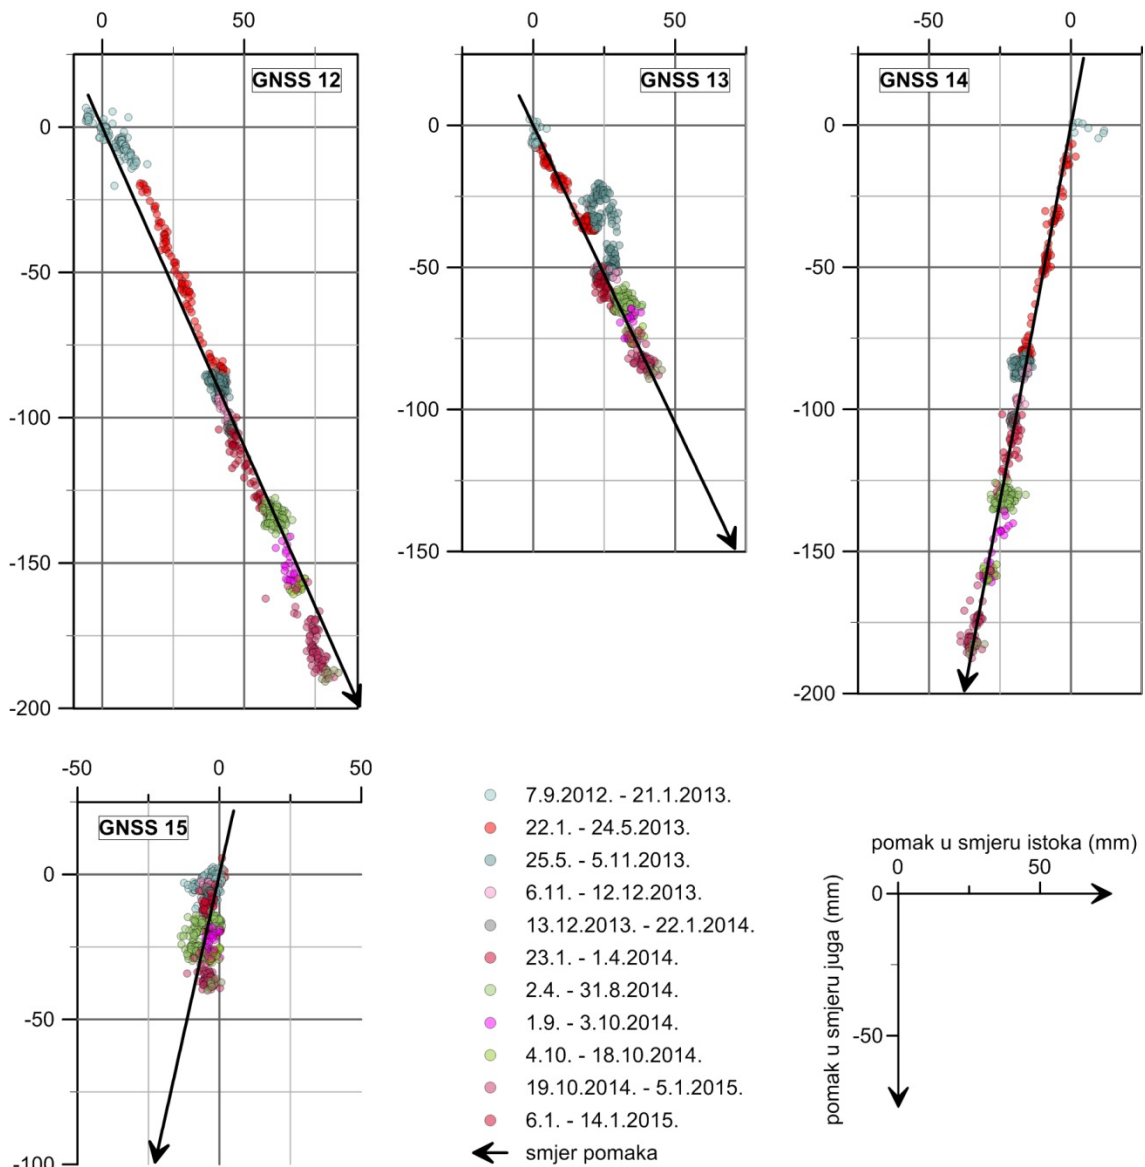 0 50
GNSS 12
0
-50
-100
-150
-200
0 50
GNSS 13
0
-50
-100
-150
-50 0
GNSS 14
0
-50
-100
-150
-200
-50 0 50
GNSS 15
0
-50
-100
7.9.2012. - 21.1.2013.
22.1. - 24.5.2013.
25.5. - 5.11.2013.
6.11. - 12.12.2013.
13.12.2013. - 22.1.2014.
23.1. - 1.4.2014.
2.4. - 31.8.2014.
1.9. - 3.10.2014.
4.10. - 18.10.2014.
19.10.2014. - 5.1.2015.
6.1. - 14.1.2015.
smjer pomaka
pomak u smjeru istoka (mm)
0 50
0
-50
pomak u smjeru juga (mm)